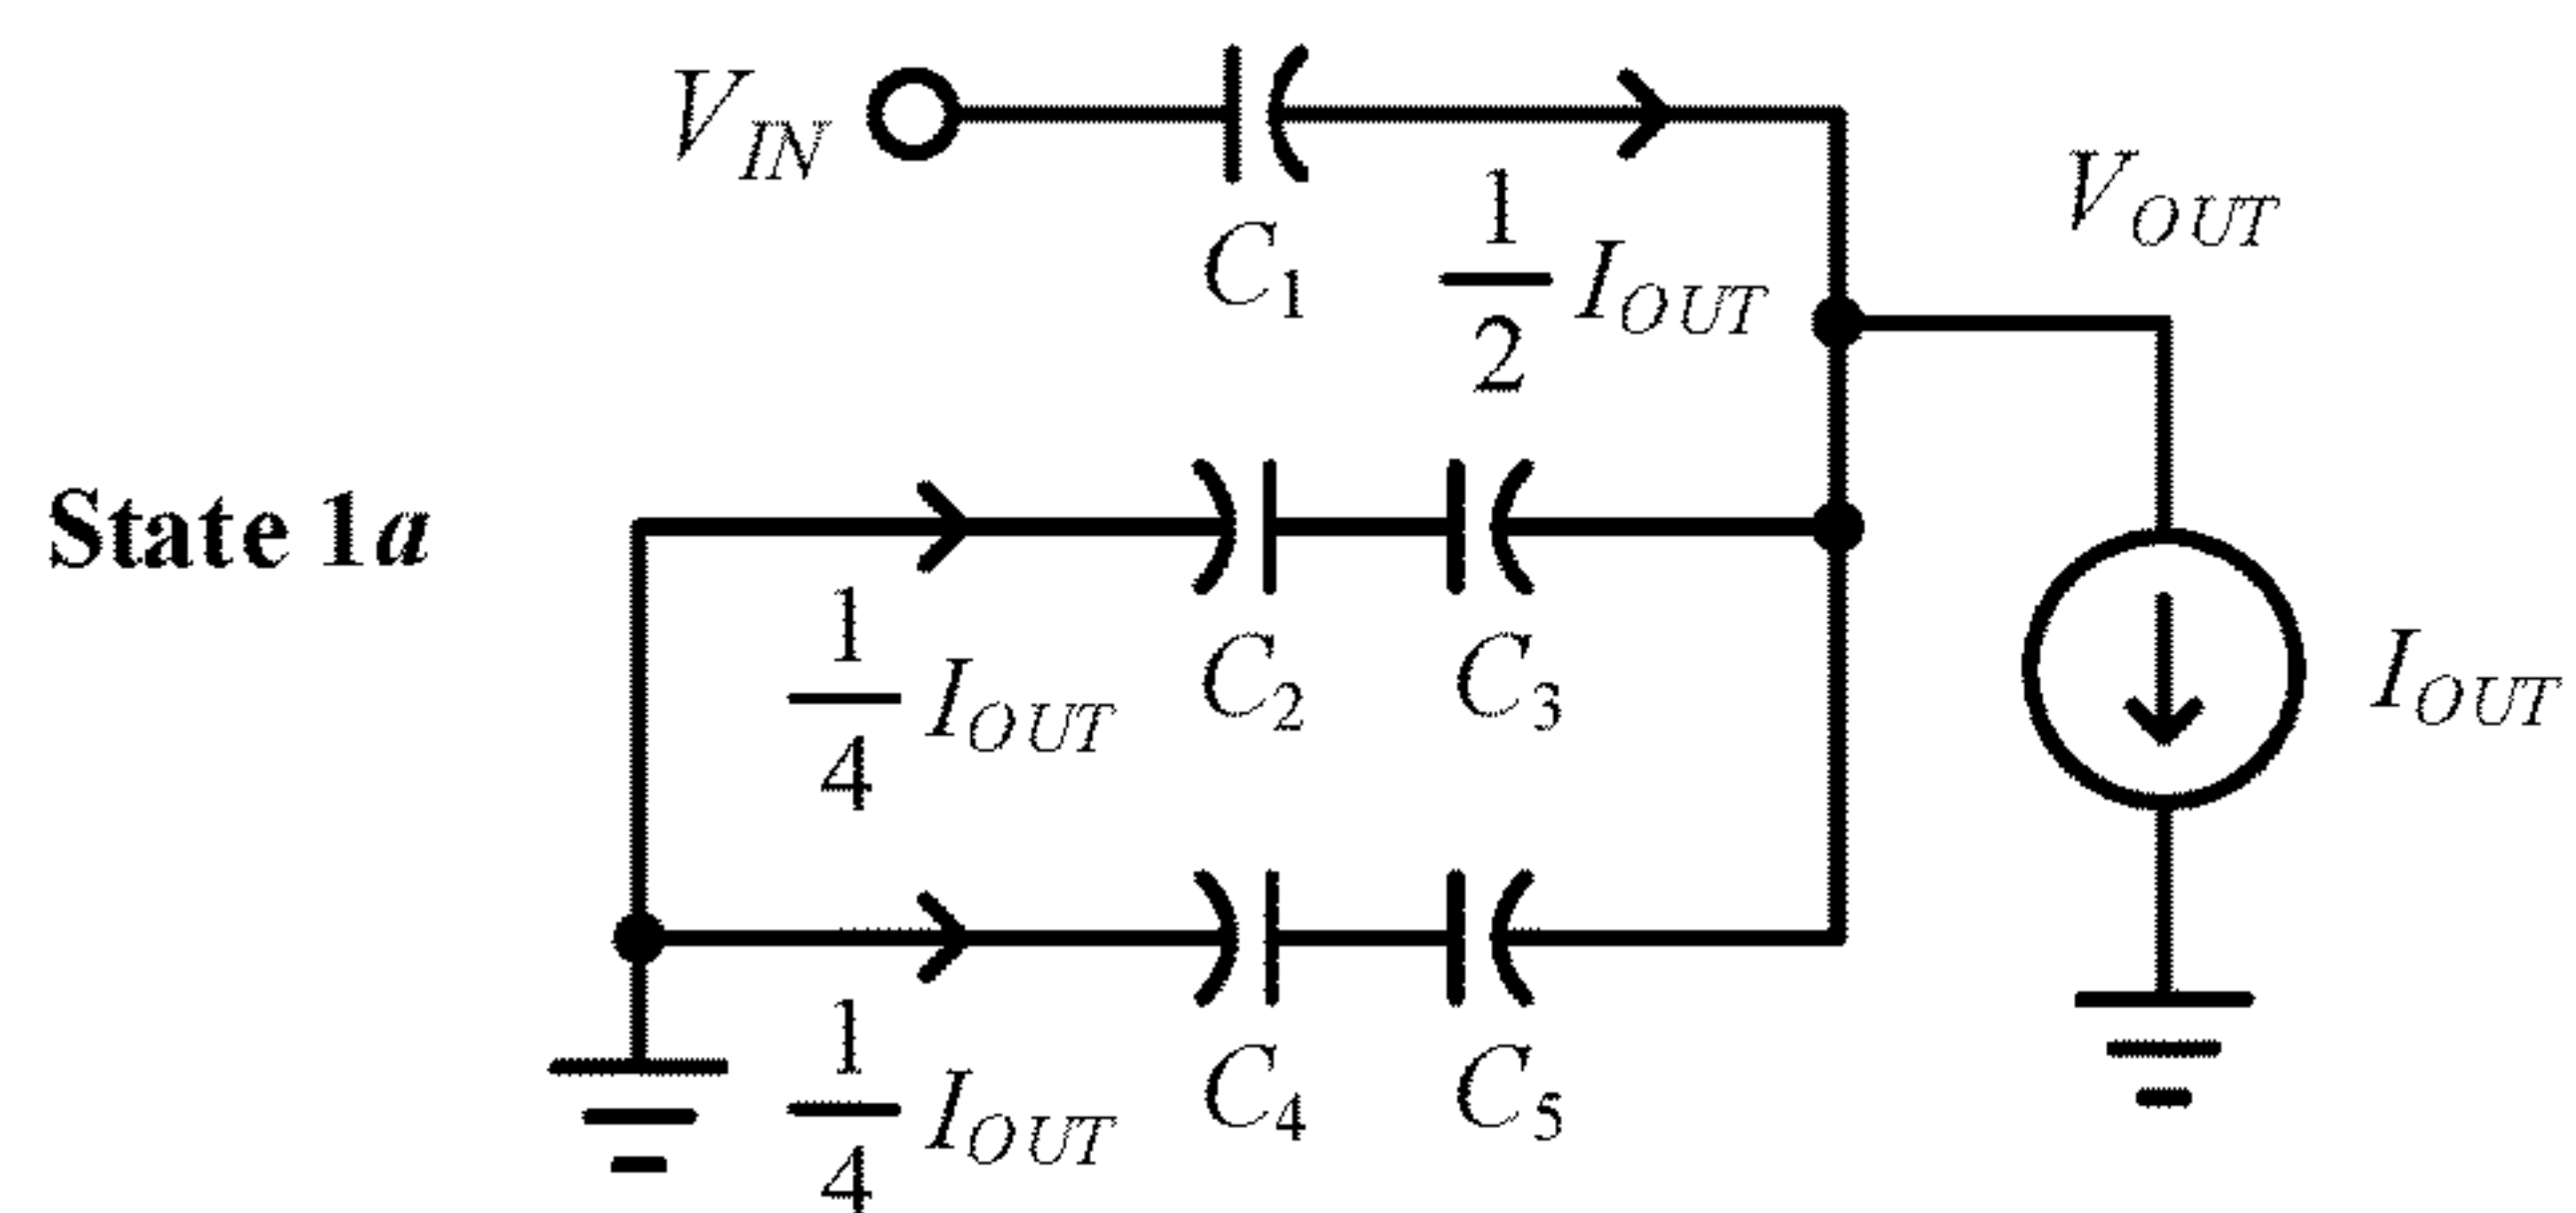 V_IN
C_1
1/2 I_OUT
V_OUT
State 1a
1/4 I_OUT
C_2
C_3
I_OUT
1/4 I_OUT
C_4
C_5